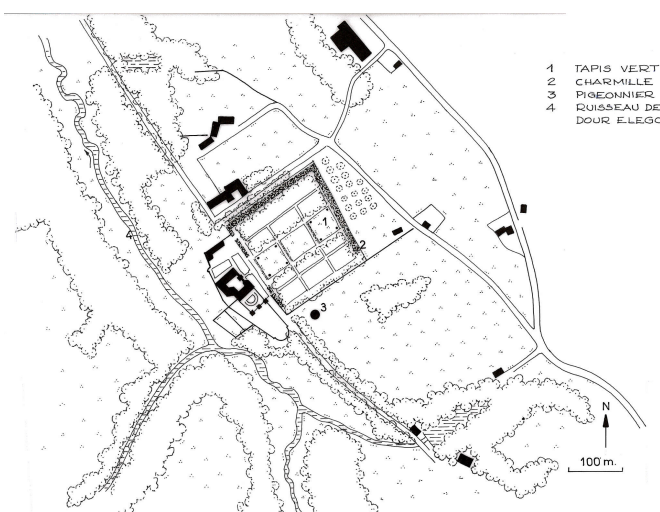 1 TAPIS VERT
2 CHARMILLE
3 PIGEONNIER
4 RUISSEAU DE
DOUR ELEGO
1
2
3
4
N
100 m.